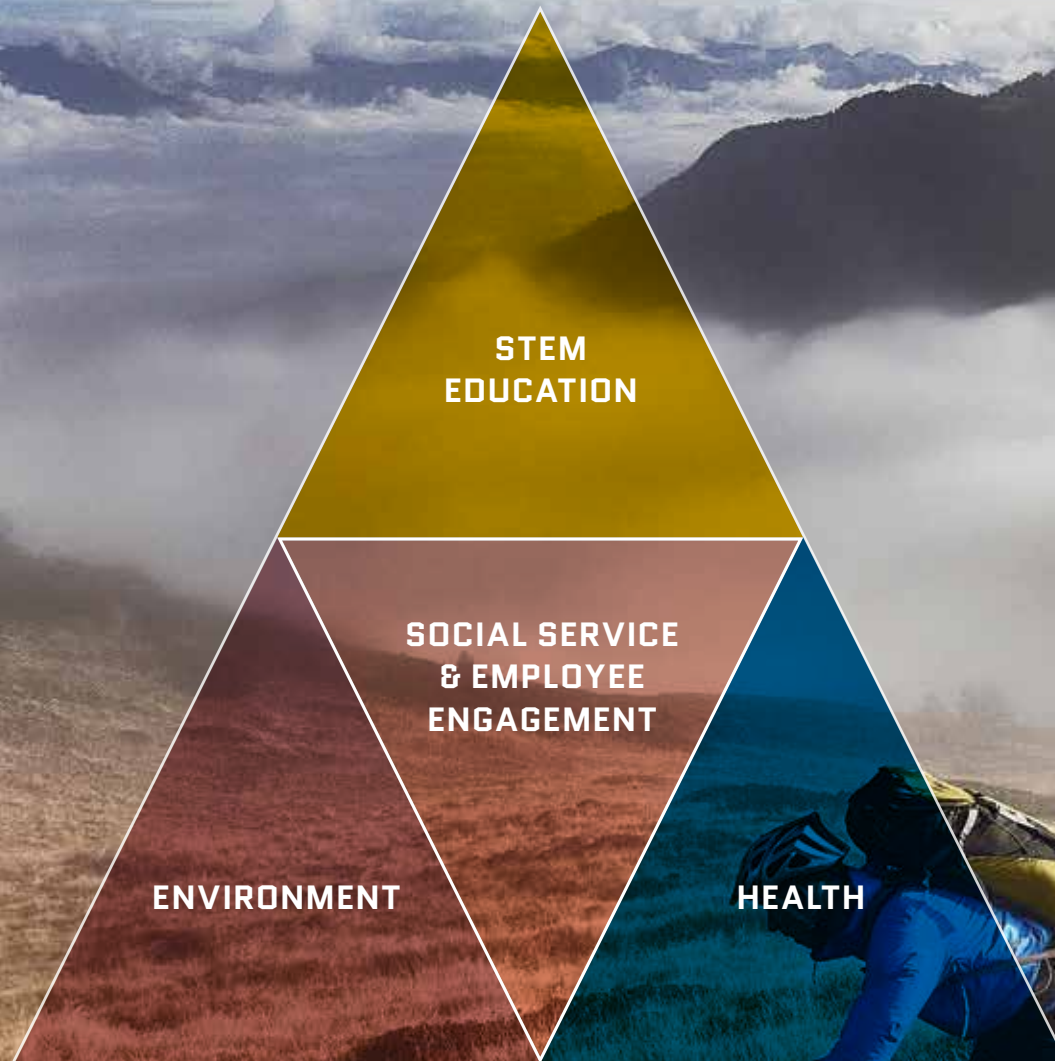 STEM
EDUCATION
SOCIAL SERVICE
& EMPLOYEE
ENGAGEMENT
ENVIRONMENT
HEALTH